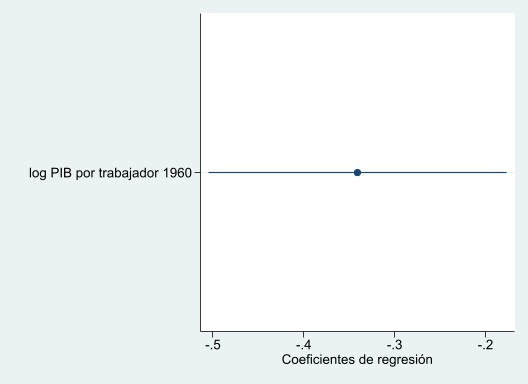 log PIB por trabajador 1960
-.5 -.4 -.3 -.2
Coeficientes de regresión